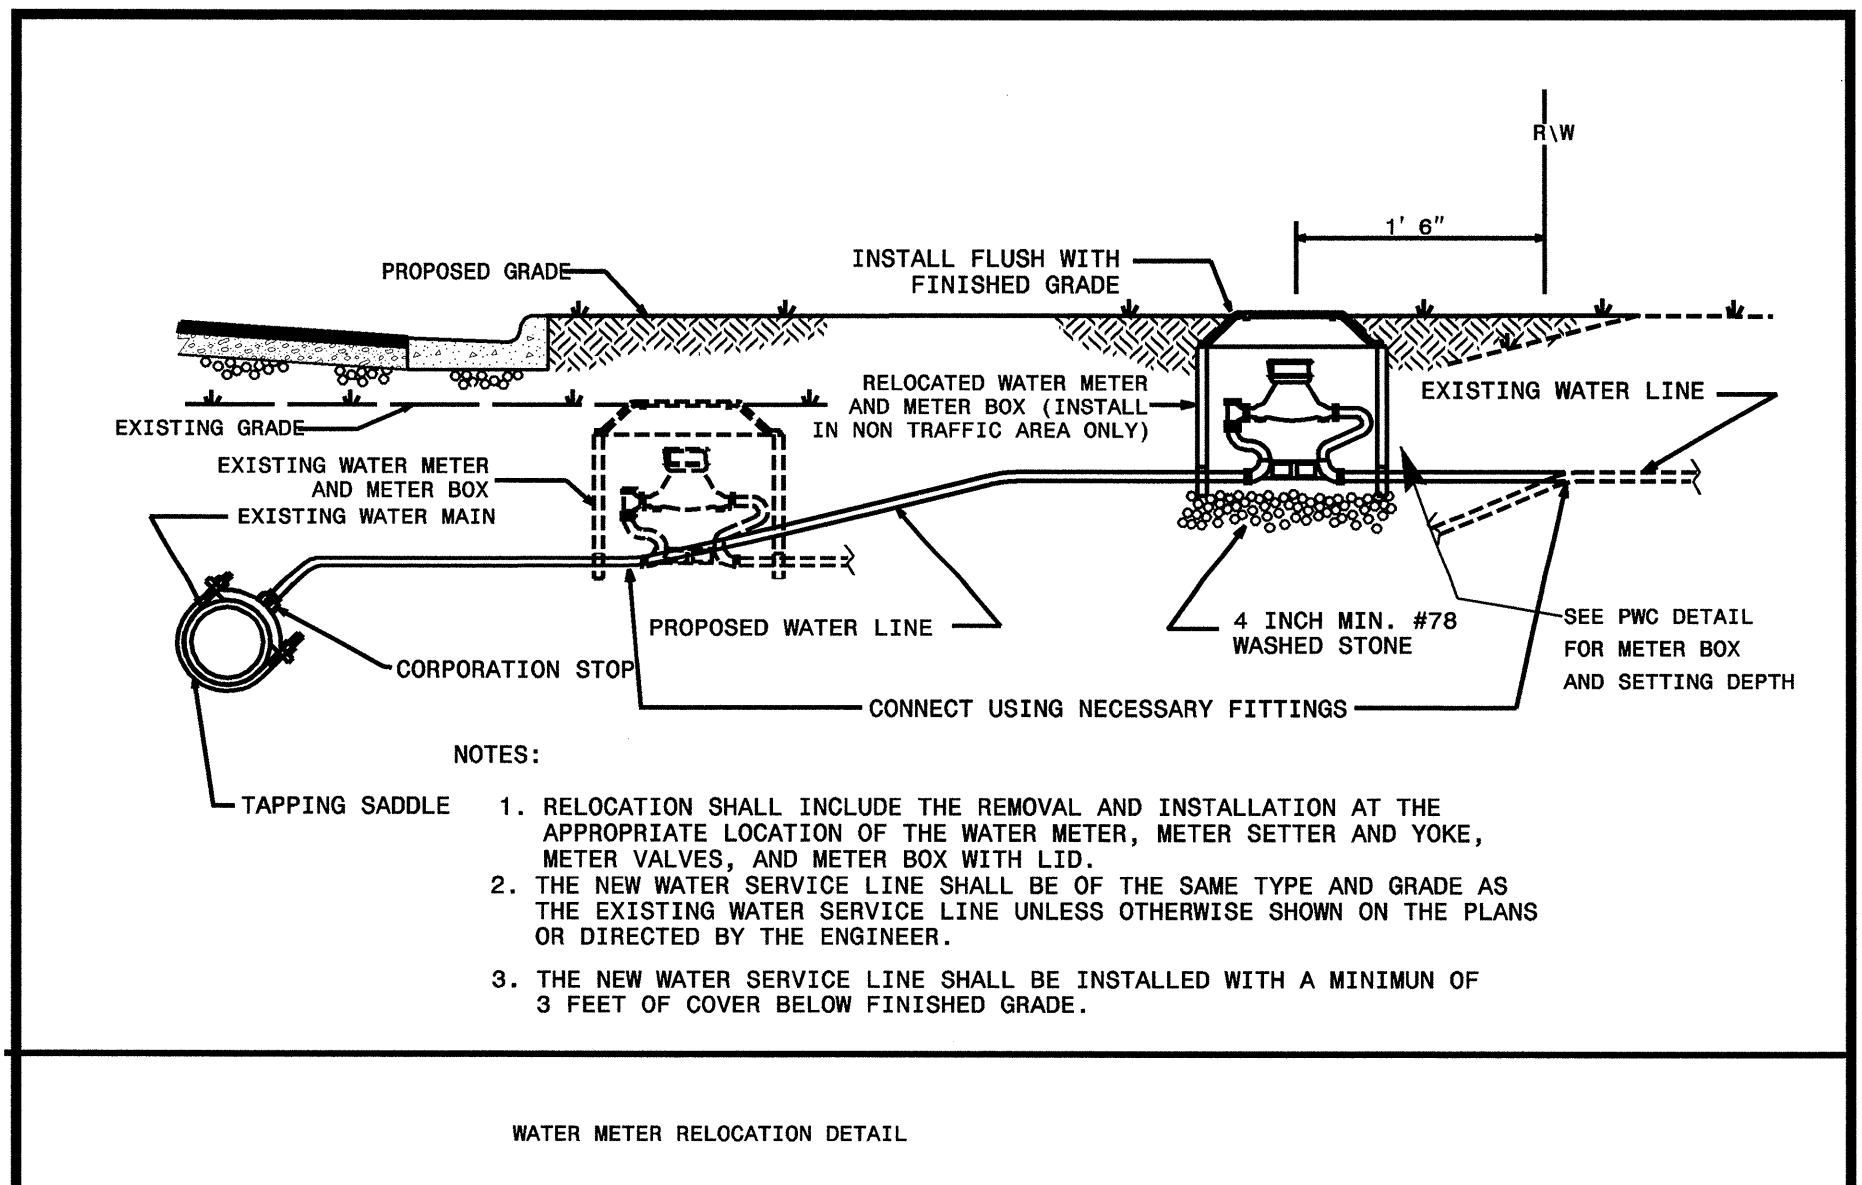 R\W
1' 6"
PROPOSED GRADE
INSTALL FLUSH WITH
FINISHED GRADE
RELOCATED WATER METER
AND METER BOX (INSTALL
IN NON TRAFFIC AREA ONLY)
EXISTING WATER LINE
EXISTING GRADE
EXISTING WATER METER
AND METER BOX
EXISTING WATER MAIN
PROPOSED WATER LINE
4 INCH MIN. #78
WASHED STONE
SEE PWC DETAIL
FOR METER BOX
AND SETTING DEPTH
CORPORATION STOP
CONNECT USING NECESSARY FITTINGS
TAPPING SADDLE
NOTES:
1. RELOCATION SHALL INCLUDE THE REMOVAL AND INSTALLATION AT THE
APPROPRIATE LOCATION OF THE WATER METER, METER SETTER AND YOKE,
METER VALVES, AND METER BOX WITH LID.
2. THE NEW WATER SERVICE LINE SHALL BE OF THE SAME TYPE AND GRADE AS
THE EXISTING WATER SERVICE LINE UNLESS OTHERWISE SHOWN ON THE PLANS
OR DIRECTED BY THE ENGINEER.
3. THE NEW WATER SERVICE LINE SHALL BE INSTALLED WITH A MINIMUN OF
3 FEET OF COVER BELOW FINISHED GRADE.
WATER METER RELOCATION DETAIL